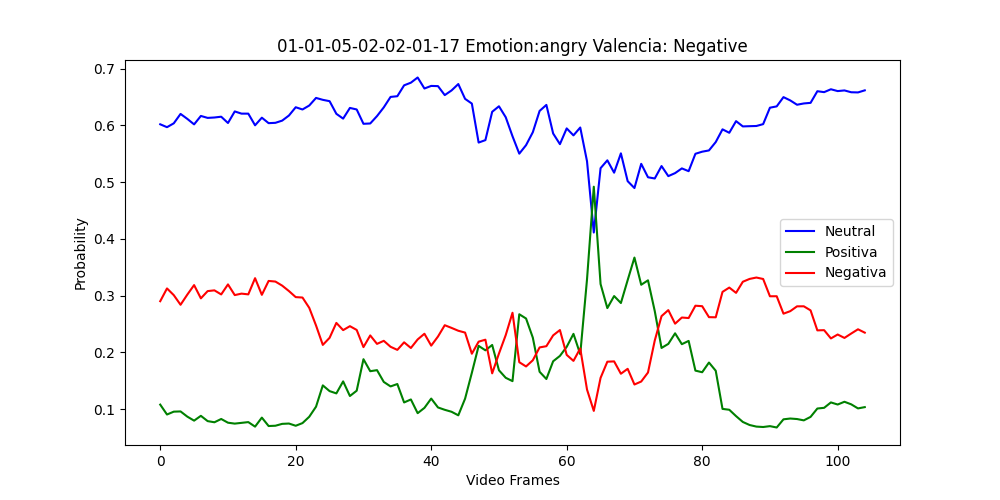 01-01-05-02-02-01-17 Emotion:angry Valencia: Negative
0.7
0.6
0.5
0.4
0.3
0.2
0.1
Probability
Neutral
Positiva
Negativa
0 20 40 60 80 100
Video Frames